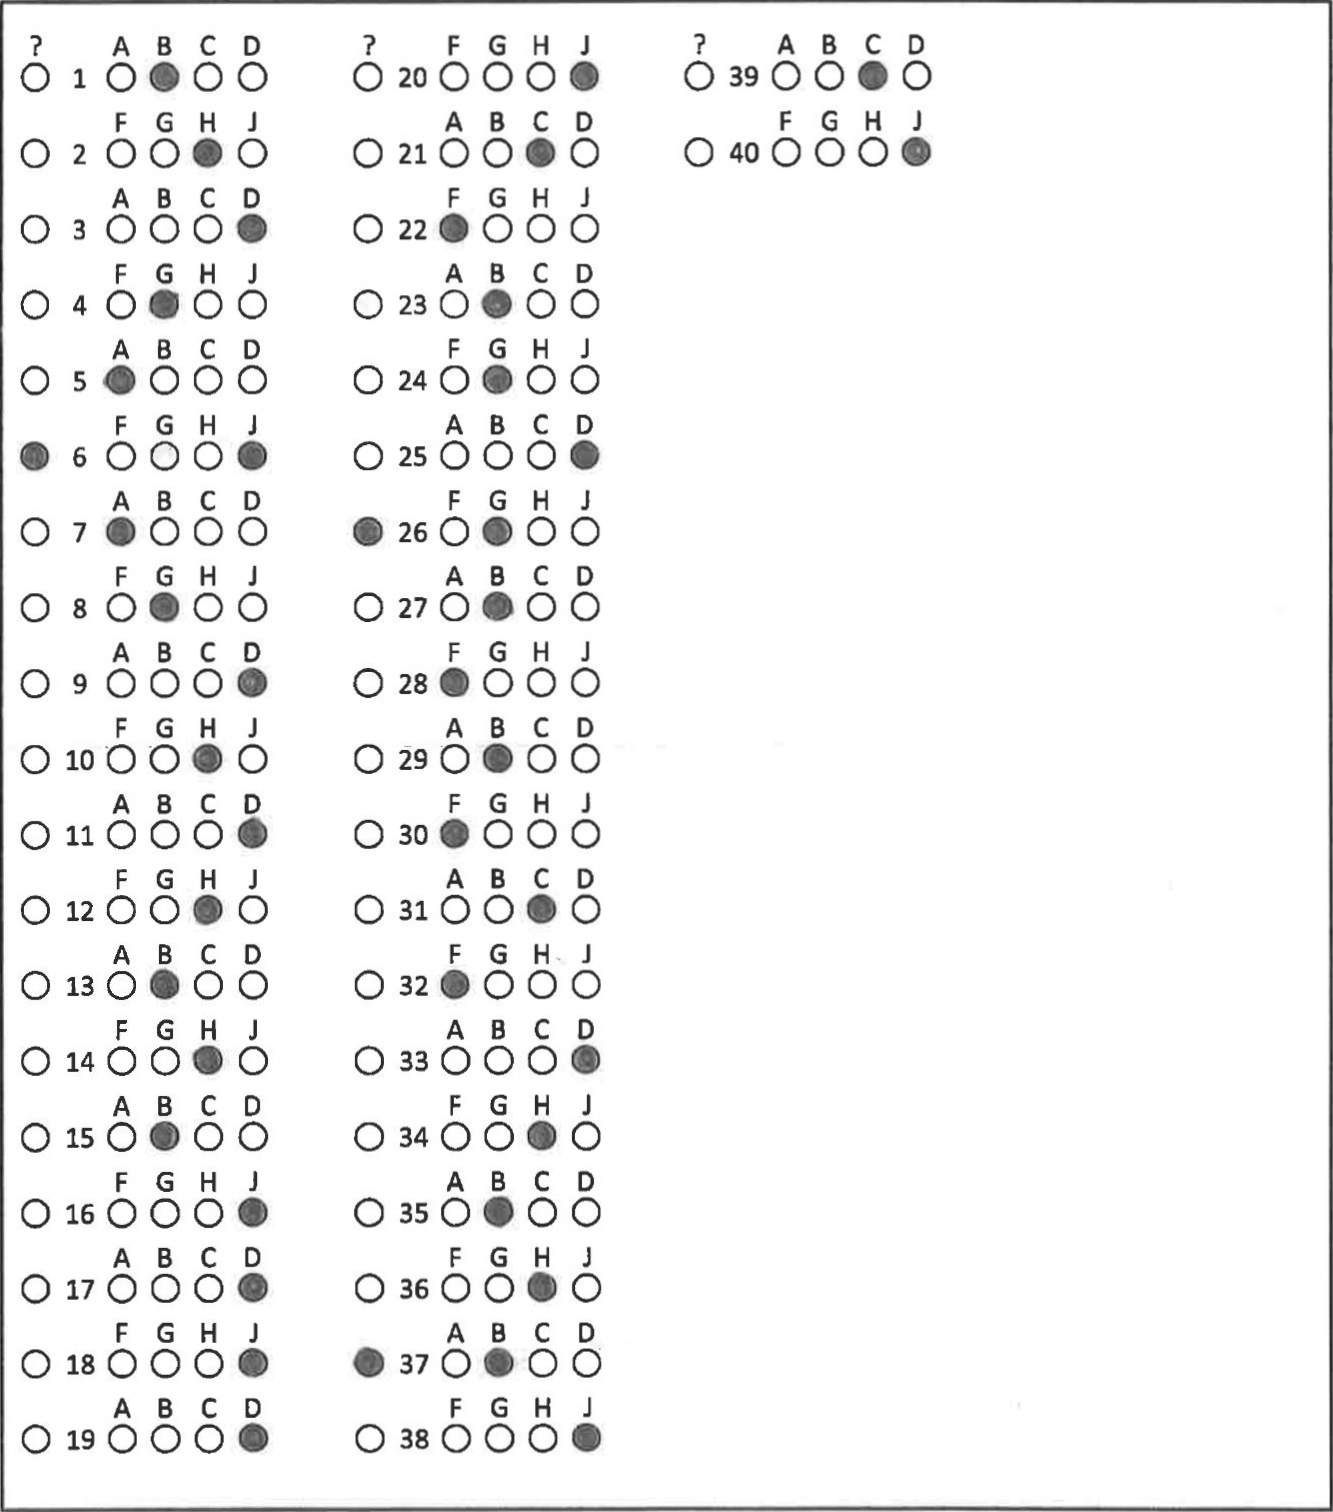 ? A B C D
1
F G H J
2
A B C D
3
F G H J
4
A B C D
5
F G H J
6
A B C D
7
F G H J
8
A B C D
9
F G H J
10
A B C D
11
F G H J
12
A B C D
13
F G H J
14
A B C D
15
F G H J
16
A B C D
17
F G H J
18
A B C D
19
? F G H J
20
A B C D
21
F G H J
22
A B C D
23
F G H J
24
A B C D
25
F G H J
26
A B C D
27
F G H J
28
A B C D
29
F G H J
30
A B C D
31
F G H J
32
A B C D
33
F G H J
34
A B C D
35
F G H J
36
A B C D
37
F G H J
38
? A B C D
39
F G H J
40